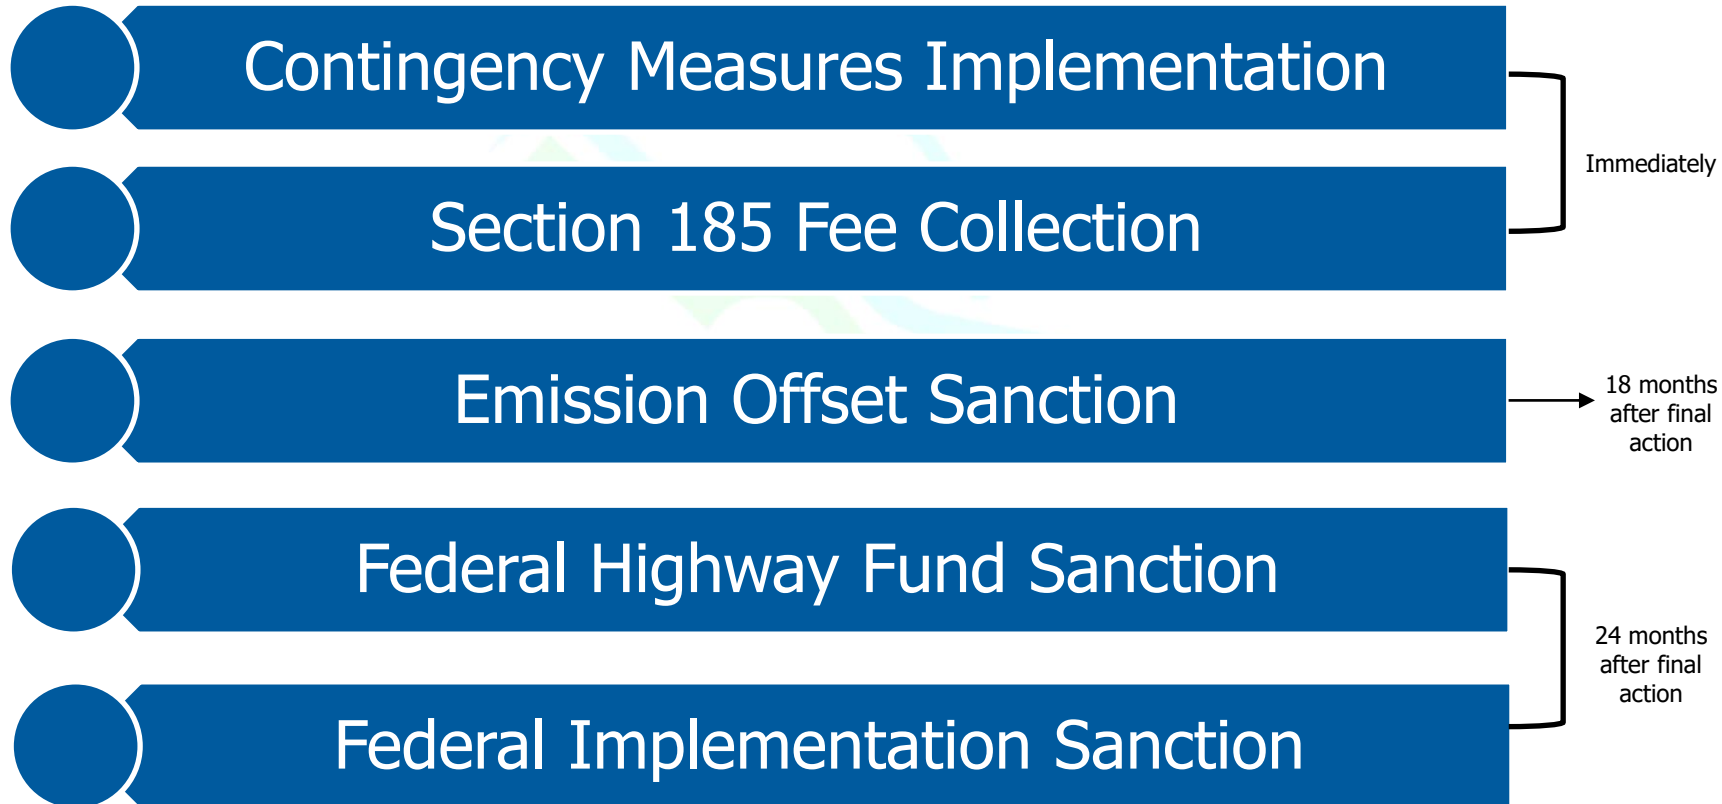 Contingency Measures Implementation
Immediately
Section 185 Fee Collection
Emission Offset Sanction
18 months
after final
action
Federal Highway Fund Sanction
24 months
after final
action
Federal Implementation Sanction